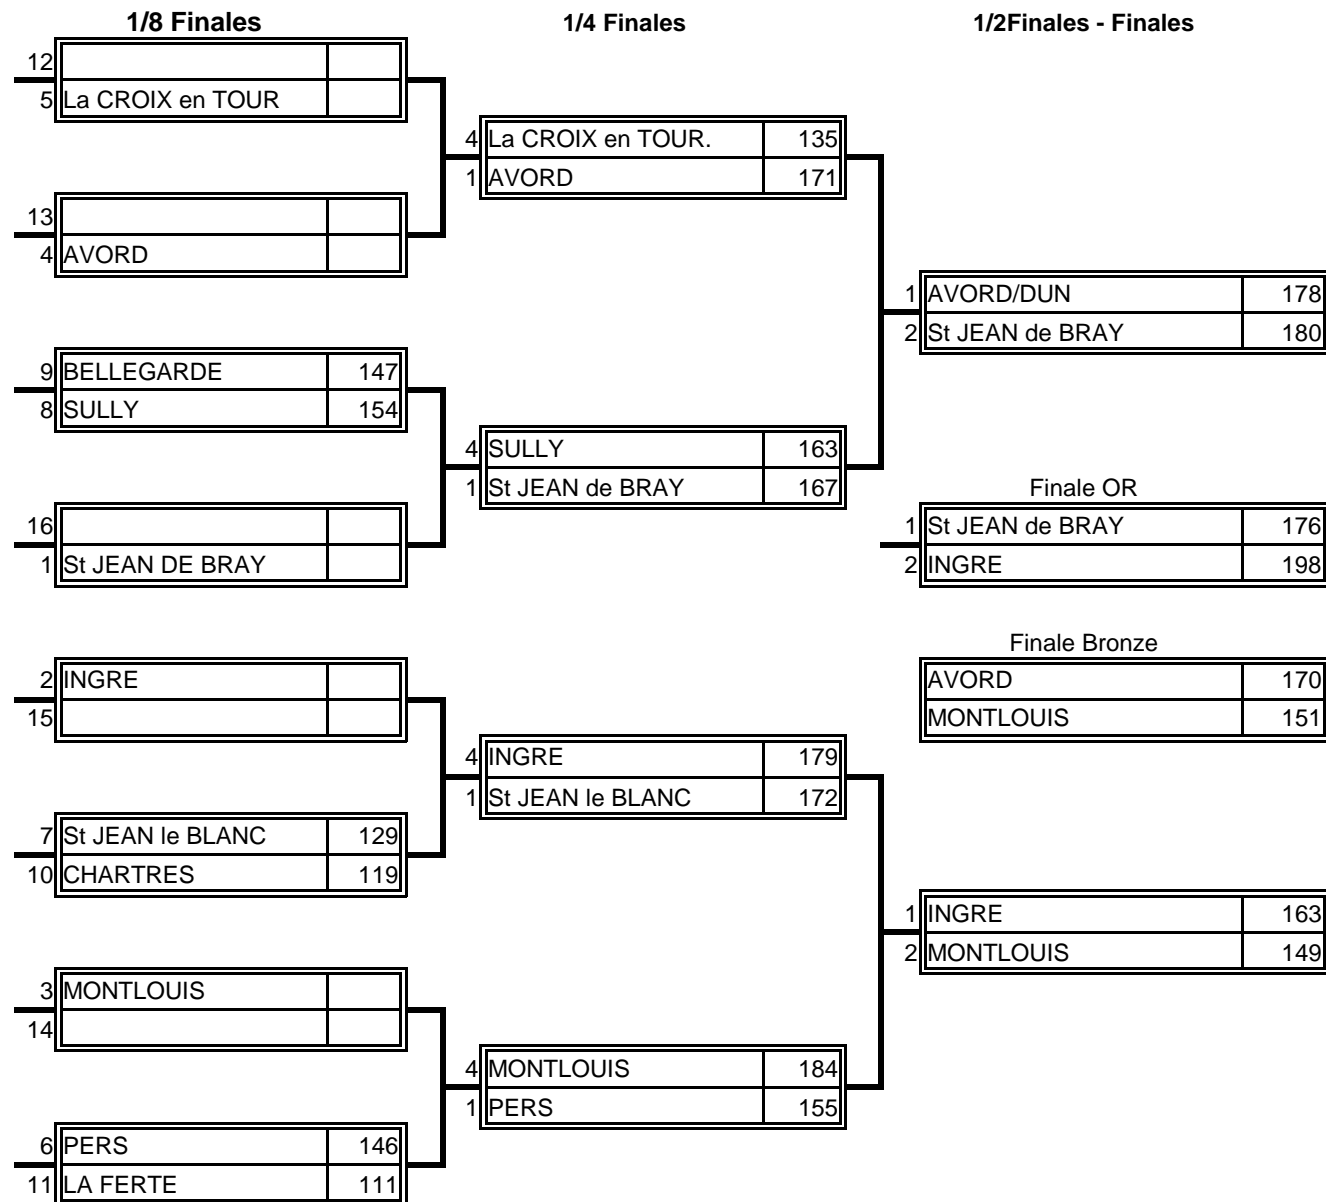 1/8 Finales 1/4 Finales 1/2Finales - Finales
12
5 La CROIX en TOUR
4 La CROIX en TOUR. 135
1 AVORD 171
13
4 AVORD
1 AVORD/DUN 178
2 St JEAN de BRAY 180
9 BELLEGARDE 147
8 SULLY 154
4 SULLY 163
1 St JEAN de BRAY 167
Finale OR
1 St JEAN de BRAY 176
2 INGRE 198
16
1 St JEAN DE BRAY
Finale Bronze
AVORD 170
MONTLOUIS 151
2 INGRE
15
4 INGRE 179
1 St JEAN le BLANC 172
7 St JEAN le BLANC 129
10 CHARTRES 119
1 INGRE 163
2 MONTLOUIS 149
3 MONTLOUIS
14
4 MONTLOUIS 184
1 PERS 155
6 PERS 146
11 LA FERTE 111